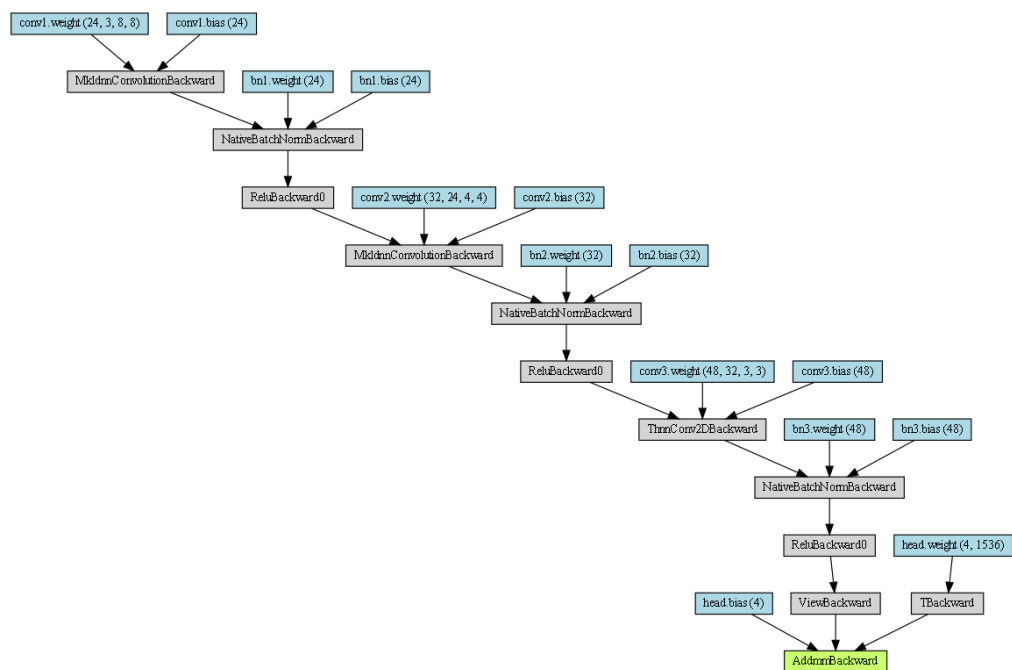 conv1.weight (24, 3, 8, 8) conv1.bias (24)
MkldnnConvolutionBackward bn1.weight (24) bn1.bias (24)
NativeBatchNormBackward
ReluBackward0 conv2.weight (32, 24, 4, 4) conv2.bias (32)
MkldnnConvolutionBackward bn2.weight (32) bn2.bias (32)
NativeBatchNormBackward
ReluBackward0 conv3.weight (48, 32, 3, 3) conv3.bias (48)
ThnnConv2DBackward bn3.weight (48) bn3.bias (48)
NativeBatchNormBackward
ReluBackward0 head.weight (4, 1536)
head.bias (4) ViewBackward TBackward
AddmmBackward